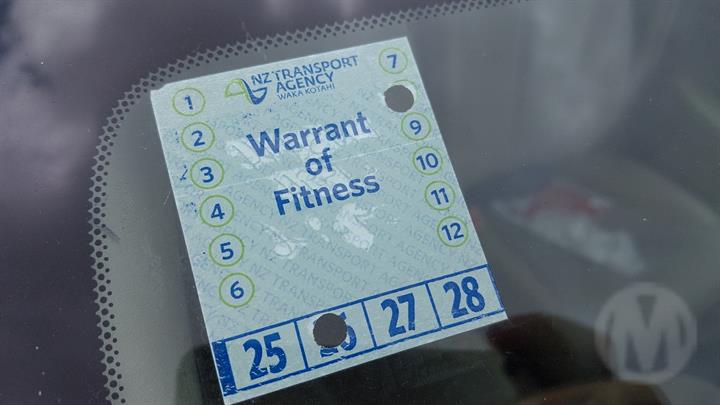 NZ TRANSPORT
AGENCY
WAKA KOTAHI
Warrant
of
Fitness
1
2
3
4
5
6
7
9
10
11
12
25 27 28
M